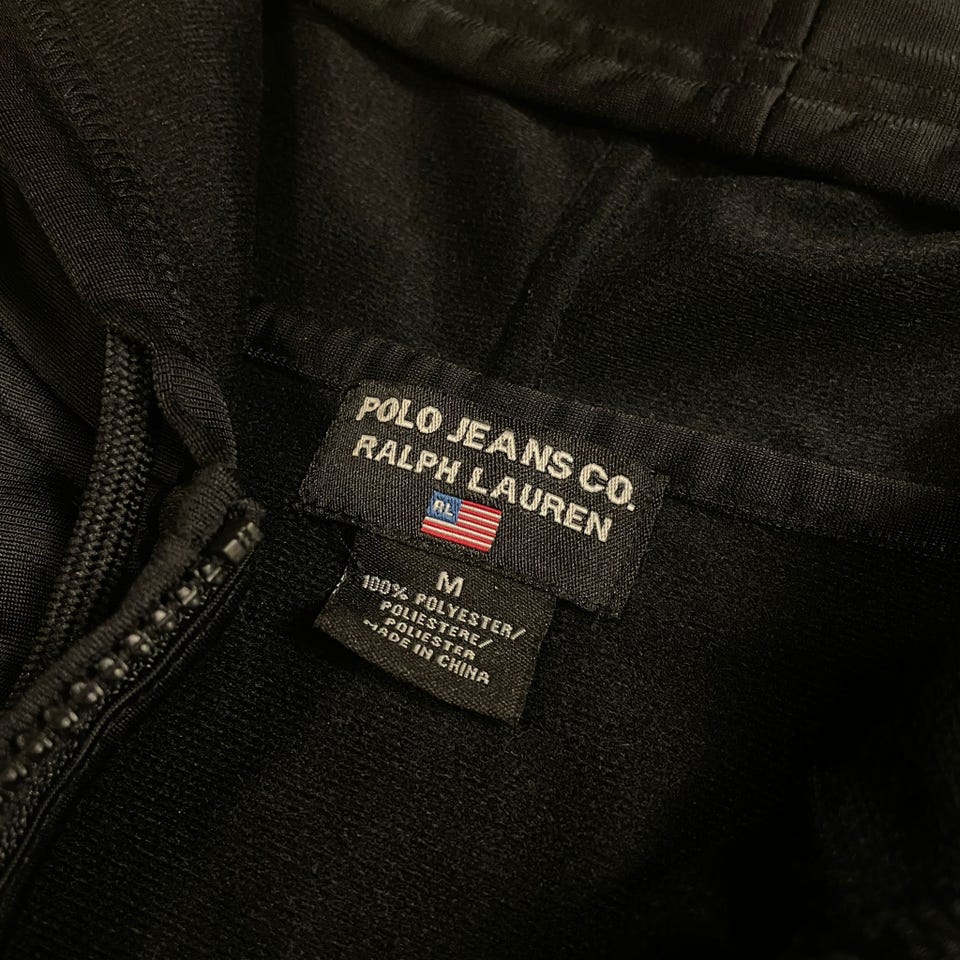 POLO JEANS CO.
RALPH LAUREN
RL
M
100% POLYESTER/
POLIESTERE/
POLIESTER
MADE IN CHINA